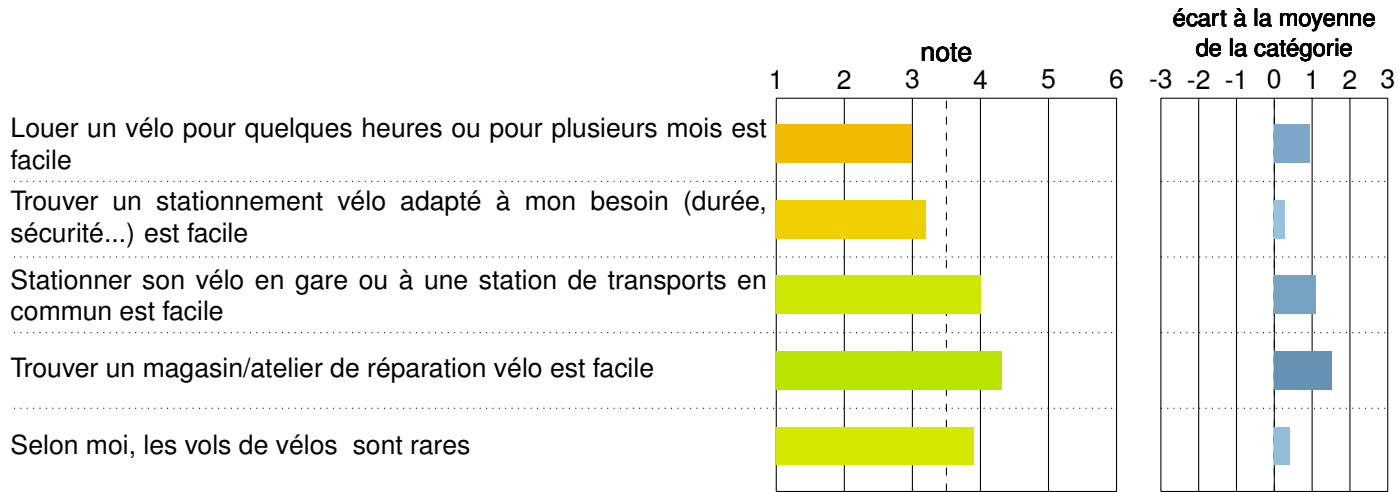 écart à la moyenne
de la catégorie
note
1 2 3 4 5 6
-3 -2 -1 0 1 2 3
Louer un vélo pour quelques heures ou pour plusieurs mois est
facile
Trouver un stationnement vélo adapté à mon besoin (durée,
sécurité...) est facile
Stationner son vélo en gare ou à une station de transports en
commun est facile
Trouver un magasin/atelier de réparation vélo est facile
Selon moi, les vols de vélos sont rares